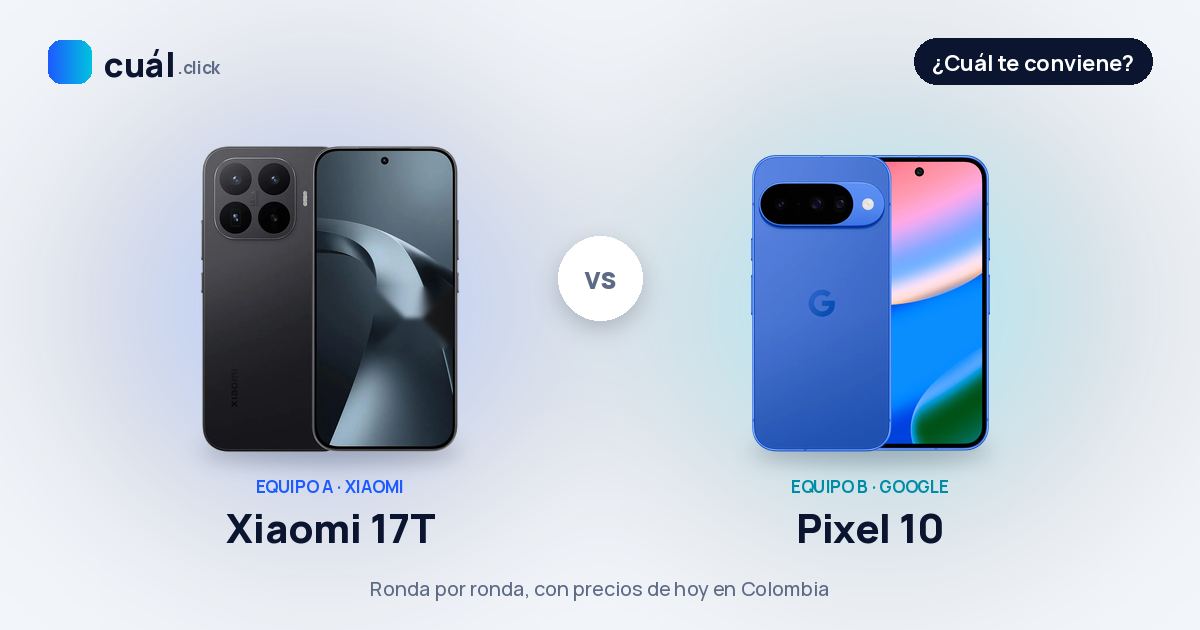 cuál.click
¿Cuál te conviene?
xiaomi
G
VS
EQUIPO A · XIAOMI
EQUIPO B · GOOGLE
Xiaomi 17T
Pixel 10
Ronda por ronda, con precios de hoy en Colombia